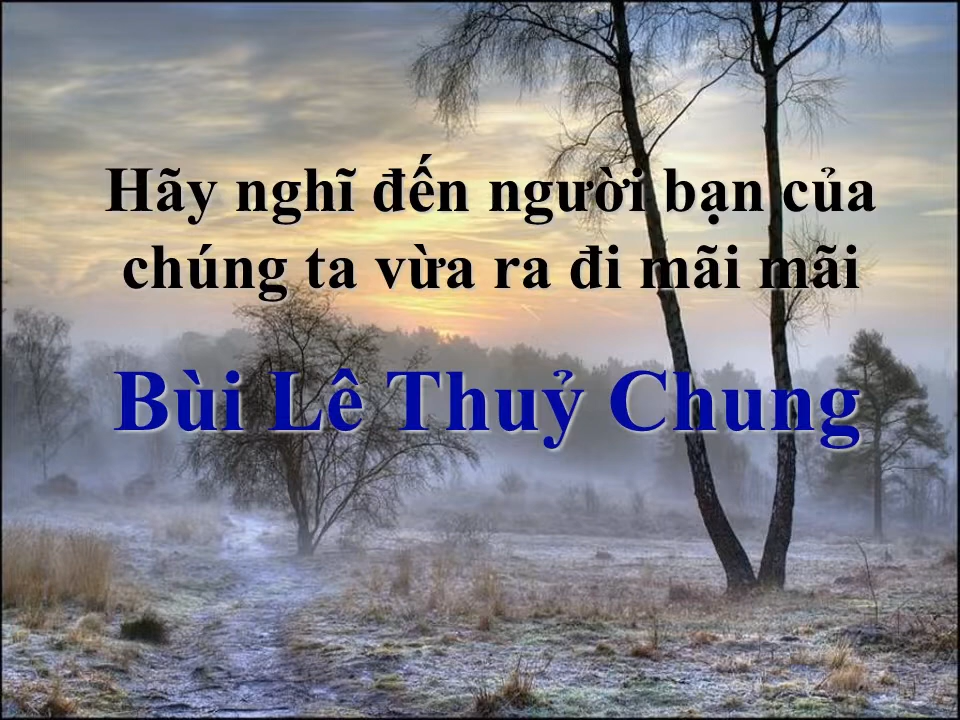 Hãy nghĩ đến người bạn của
chúng ta vừa ra đi mãi mãi
Bùi Lê Thuỷ Chung